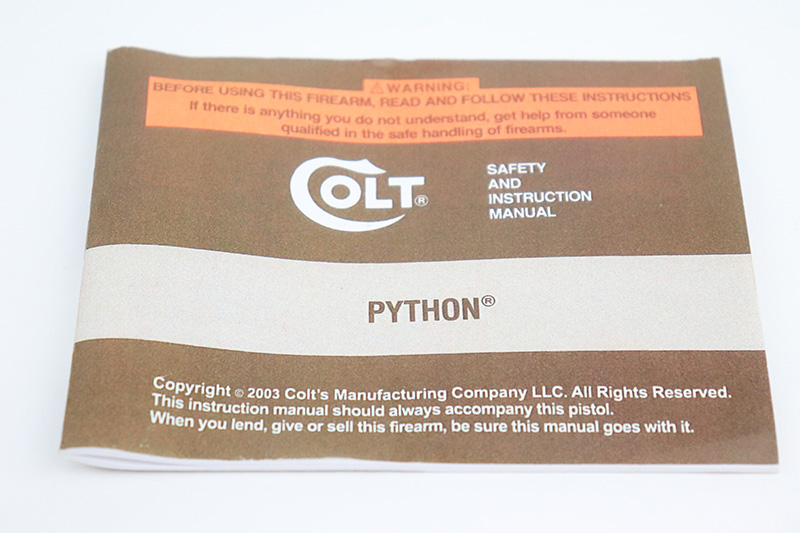 ⚠WARNING:
BEFORE USING THIS FIREARM, READ AND FOLLOW THESE INSTRUCTIONS
If there is anything you do not understand, get help from someone
qualified in the safe handling of firearms.
COLT®
SAFETY
AND
INSTRUCTION
MANUAL
PYTHON®
Copyright © 2003 Colt's Manufacturing Company LLC. All Rights Reserved.
This instruction manual should always accompany this pistol.
When you lend, give or sell this firearm, be sure this manual goes with it.